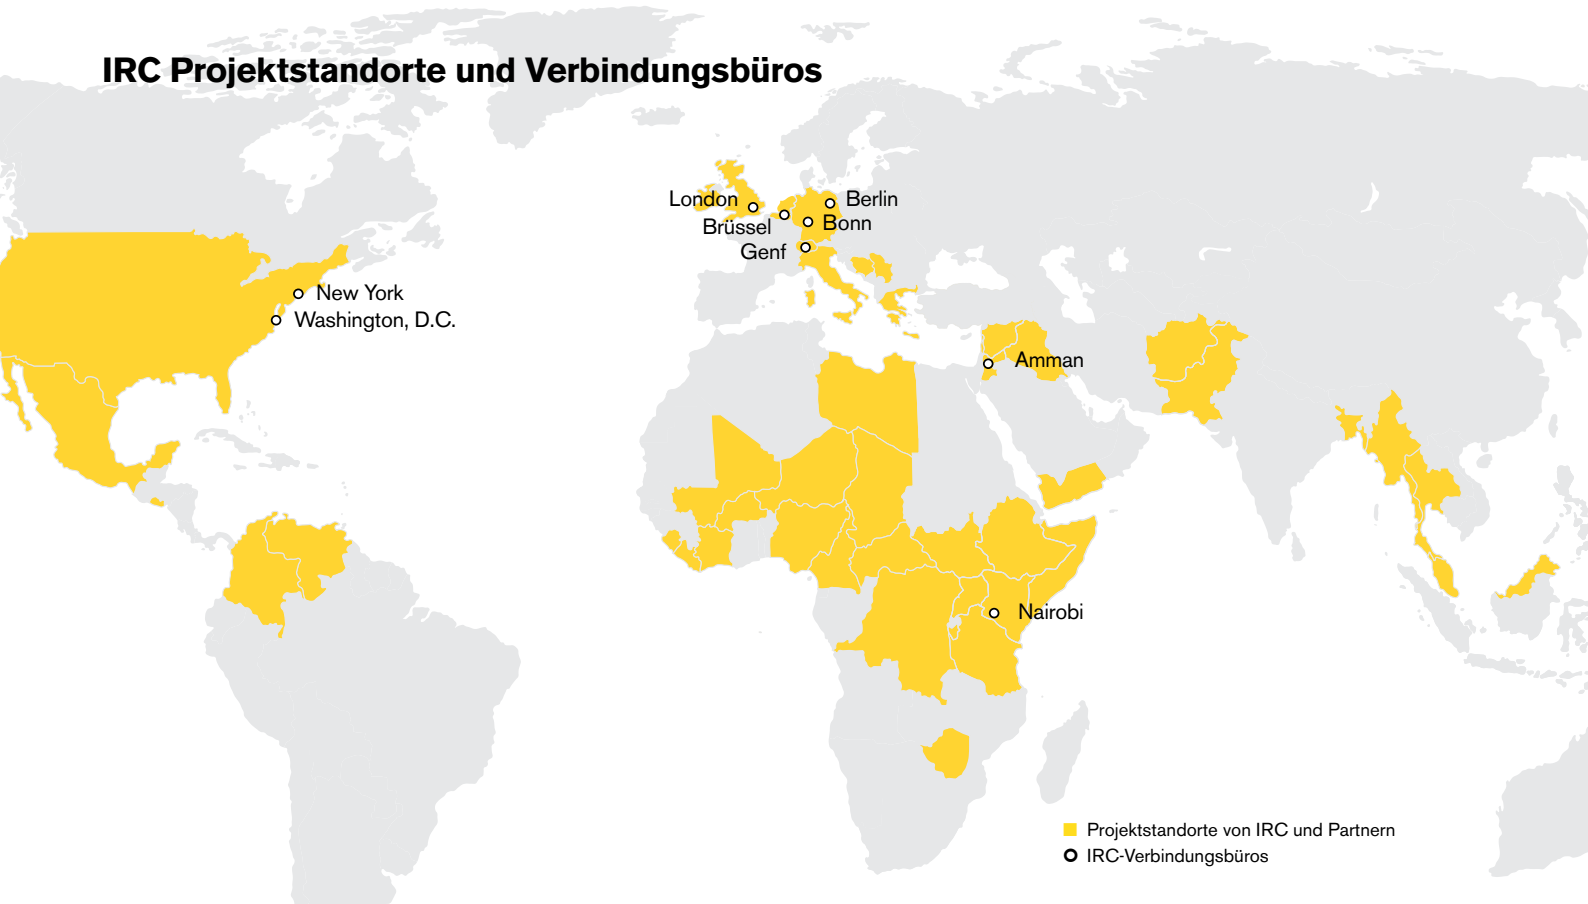 IRC Projektstandorte und Verbindungsbüros
London
Berlin
Brüssel
Bonn
Genf
New York
Washington, D.C.
Amman
Nairobi
Projektstandorte von IRC und Partnern
IRC-Verbindungsbüros